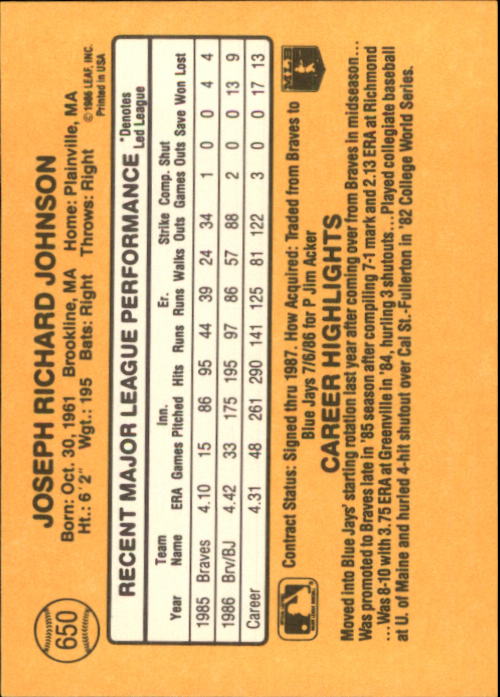 650
JOSEPH RICHARD JOHNSON
Born: Oct. 30, 1961 Brookline, MA Home: Plainville, MA
Ht.: 6'2" Wgt.: 195 Bats: Right Throws: Right
© 1986 LEAF, INC.
Printed in USA
RECENT MAJOR LEAGUE PERFORMANCE *Denotes Led League
Year Team Name ERA Games Inn. Pitched Hits Runs Er. Runs Walks Strike Outs Comp. Games Shut Outs Save Won Lost
1985 Braves 4.10 15 86 95 44 39 24 34 1 0 0 4 4
1986 Brv/BJ 4.42 33 175 195 97 86 57 88 2 0 0 13 9
Career 4.31 48 261 290 141 125 81 122 3 0 0 17 13
Contract Status: Signed thru 1987. How Acquired: Traded from Braves to
Blue Jays 7/6/86 for P Jim Acker
MLB
CAREER HIGHLIGHTS
Moved into Blue Jays' starting rotation last year after coming over from Braves in midseason...
Was promoted to Braves late in '85 season after compiling 7-1 mark and 2.13 ERA at Richmond
... Was 8-10 with 3.75 ERA at Greenville in '84, hurling 3 shutouts... Played collegiate baseball
at U. of Maine and hurled 4-hit shutout over Cal St.-Fullerton in '82 College World Series.